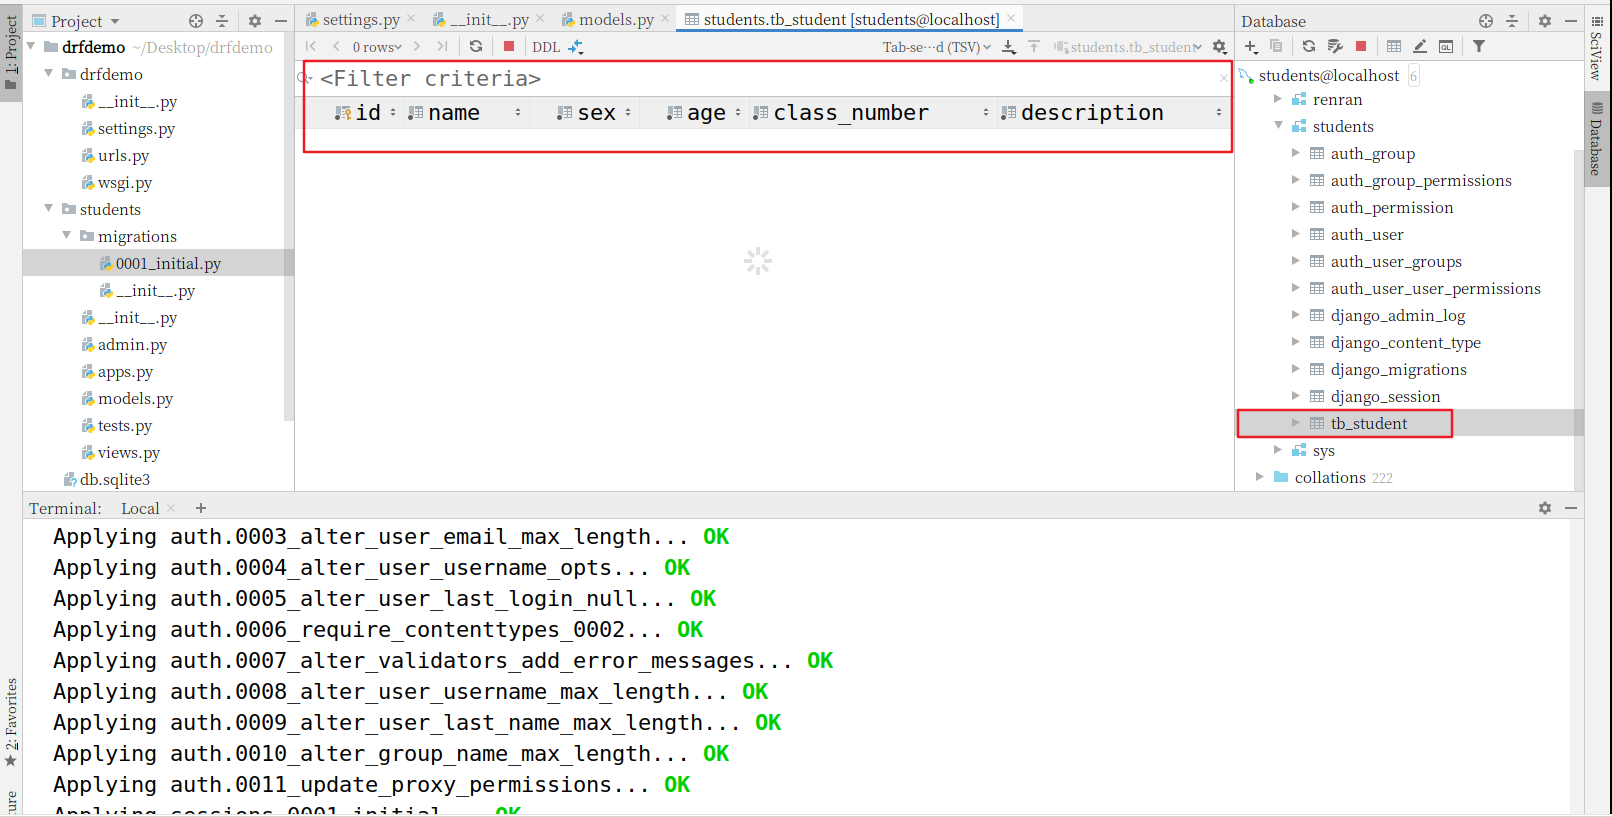 1: Project
Project
drfdemo ~/Desktop/drfdemo
drfdemo
__init__.py
settings.py
urls.py
wsgi.py
students
migrations
0001_initial.py
__init__.py
__init__.py
admin.py
apps.py
models.py
tests.py
views.py
db.sqlite3
settings.py
__init__.py
models.py
students.tb_student [students@localhost]
0 rows
DDL
Tab-se···d (TSV)
students.tb_student
<Filter criteria>
id name sex age class_number description
Database
students@localhost 6
renran
students
auth_group
auth_group_permissions
auth_permission
auth_user
auth_user_groups
auth_user_user_permissions
django_admin_log
django_content_type
django_migrations
django_session
tb_student
sys
collations 222
SciView
Database
Terminal: Local
Applying auth.0003_alter_user_email_max_length... OK
Applying auth.0004_alter_user_username_opts... OK
Applying auth.0005_alter_user_last_login_null... OK
Applying auth.0006_require_contenttypes_0002... OK
Applying auth.0007_alter_validators_add_error_messages... OK
Applying auth.0008_alter_user_username_max_length... OK
Applying auth.0009_alter_user_last_name_max_length... OK
Applying auth.0010_alter_group_name_max_length... OK
Applying auth.0011_update_proxy_permissions... OK
Applying sessions.0001_initial... OK
2: Favorites